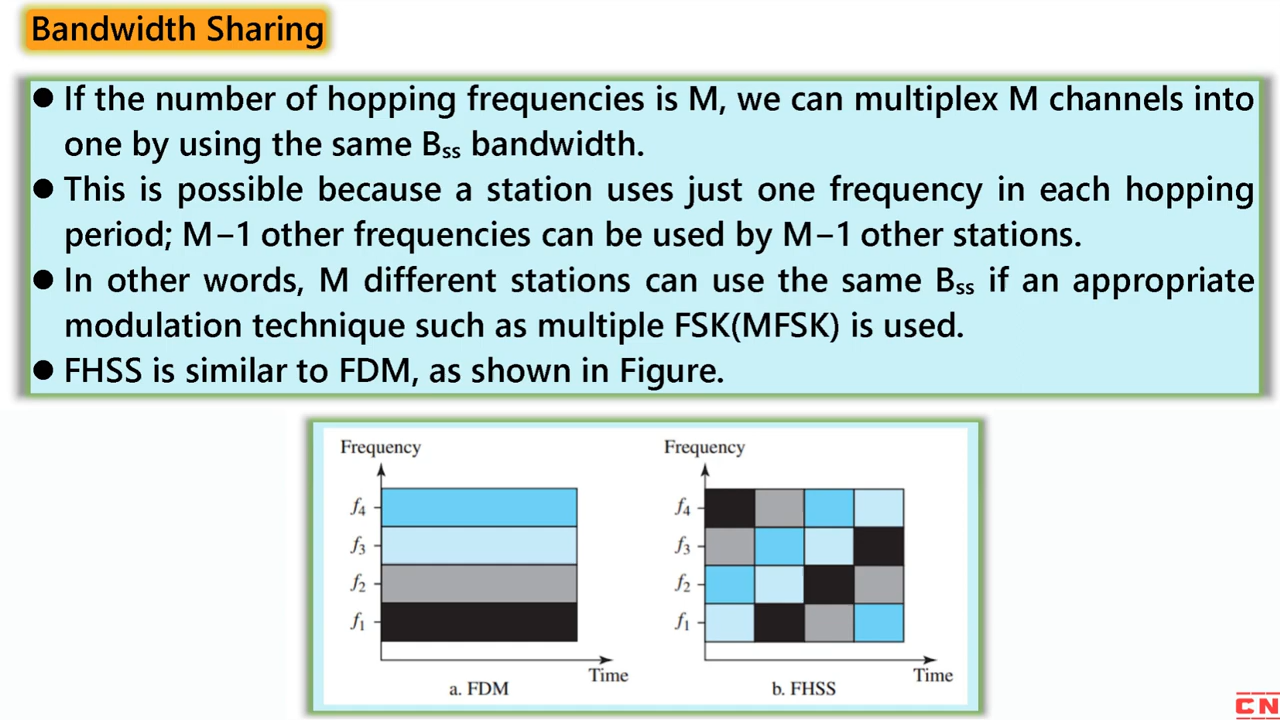 Bandwidth Sharing
● If the number of hopping frequencies is M, we can multiplex M channels into
one by using the same Bss bandwidth.
● This is possible because a station uses just one frequency in each hopping
period; M−1 other frequencies can be used by M−1 other stations.
● In other words, M different stations can use the same Bss if an appropriate
modulation technique such as multiple FSK(MFSK) is used.
● FHSS is similar to FDM, as shown in Figure.
Frequency
f4
f3
f2
f1
Time
a. FDM
Frequency
f4
f3
f2
f1
Time
b. FHSS
CN